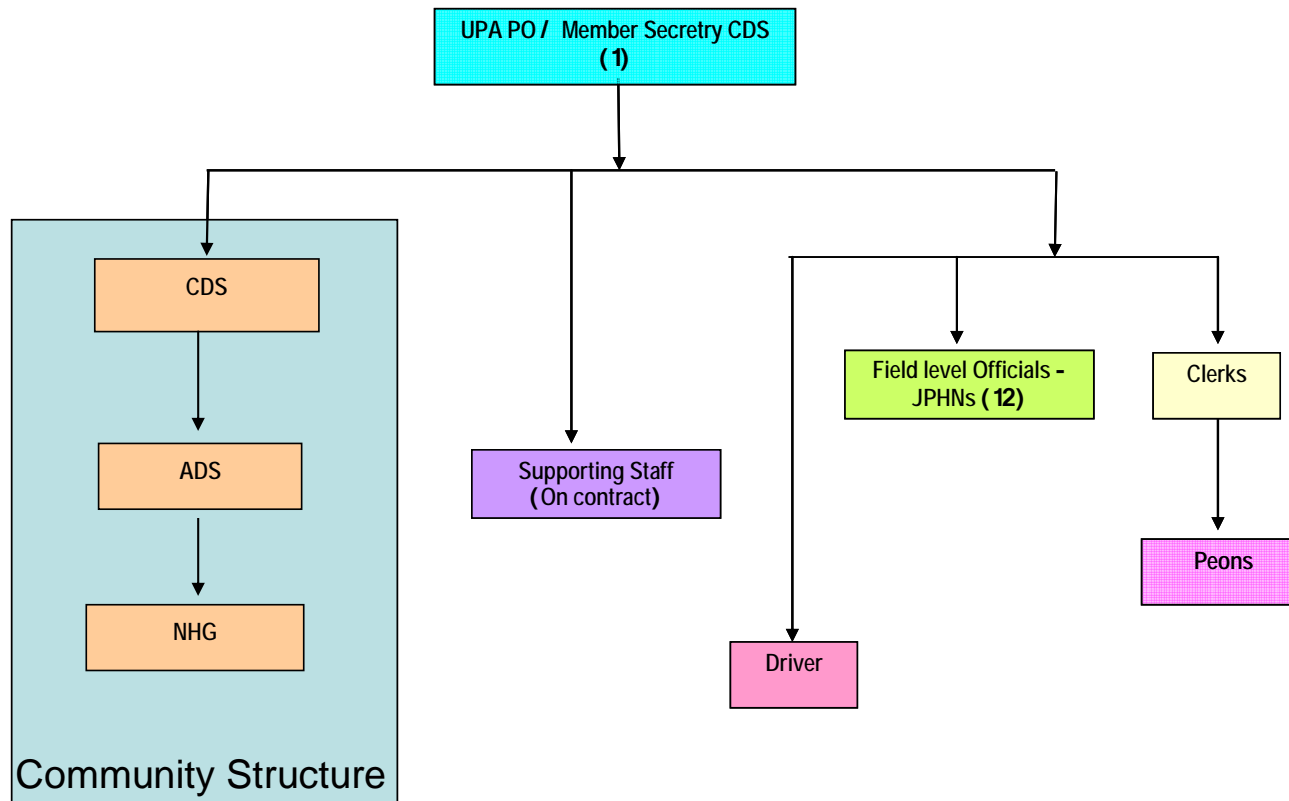 UPA PO / Member Secretry CDS
(1)
CDS
Field level Officials -
JPHNs (12)
Clerks
ADS
Supporting Staff
(On contract)
Peons
NHG
Driver
Community Structure